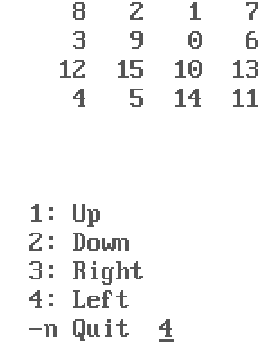 8 2 1 7
3 9 0 6
12 15 10 13
4 5 14 11
1: Up
2: Down
3: Right
4: Left
-n Quit 4